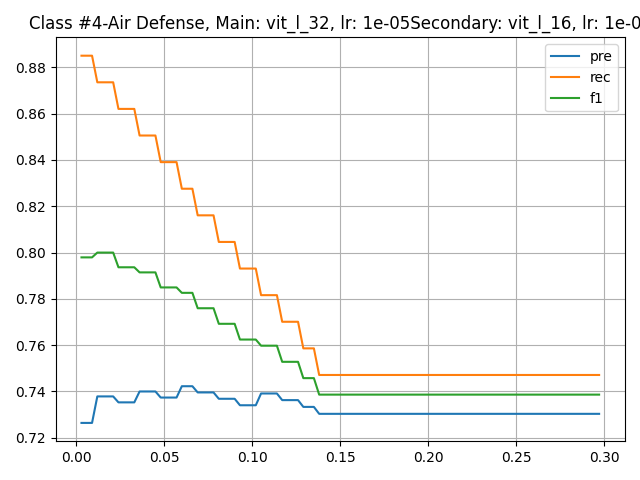 Class #4-Air Defense, Main: vit_l_32, lr: 1e-05Secondary: vit_l_16, lr: 1e-0
pre
rec
f1
0.88
0.86
0.84
0.82
0.80
0.78
0.76
0.74
0.72
0.00 0.05 0.10 0.15 0.20 0.25 0.30